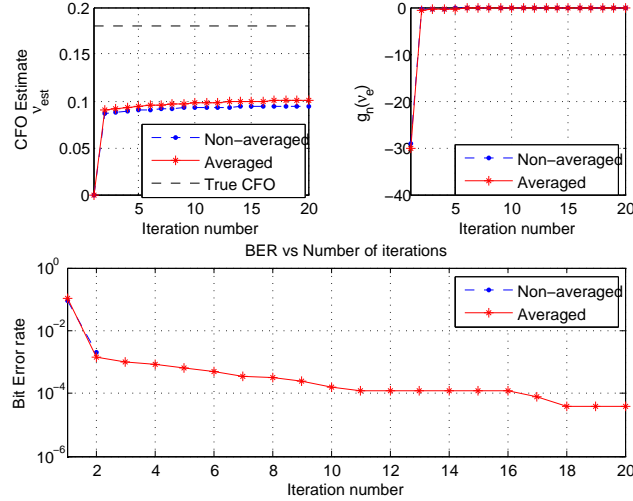 0.2
0.15
0.1
0.05
0
CFO Estimate
ν_est
5 10 15 20
Iteration number
Non−averaged
Averaged
True CFO
0
−10
−20
−30
−40
g_n(ν_e)
5 10 15 20
Iteration number
Non−averaged
Averaged
BER vs Number of iterations
10^0
10^−2
10^−4
10^−6
Bit Error rate
2 4 6 8 10 12 14 16 18 20
Iteration number
Non−averaged
Averaged